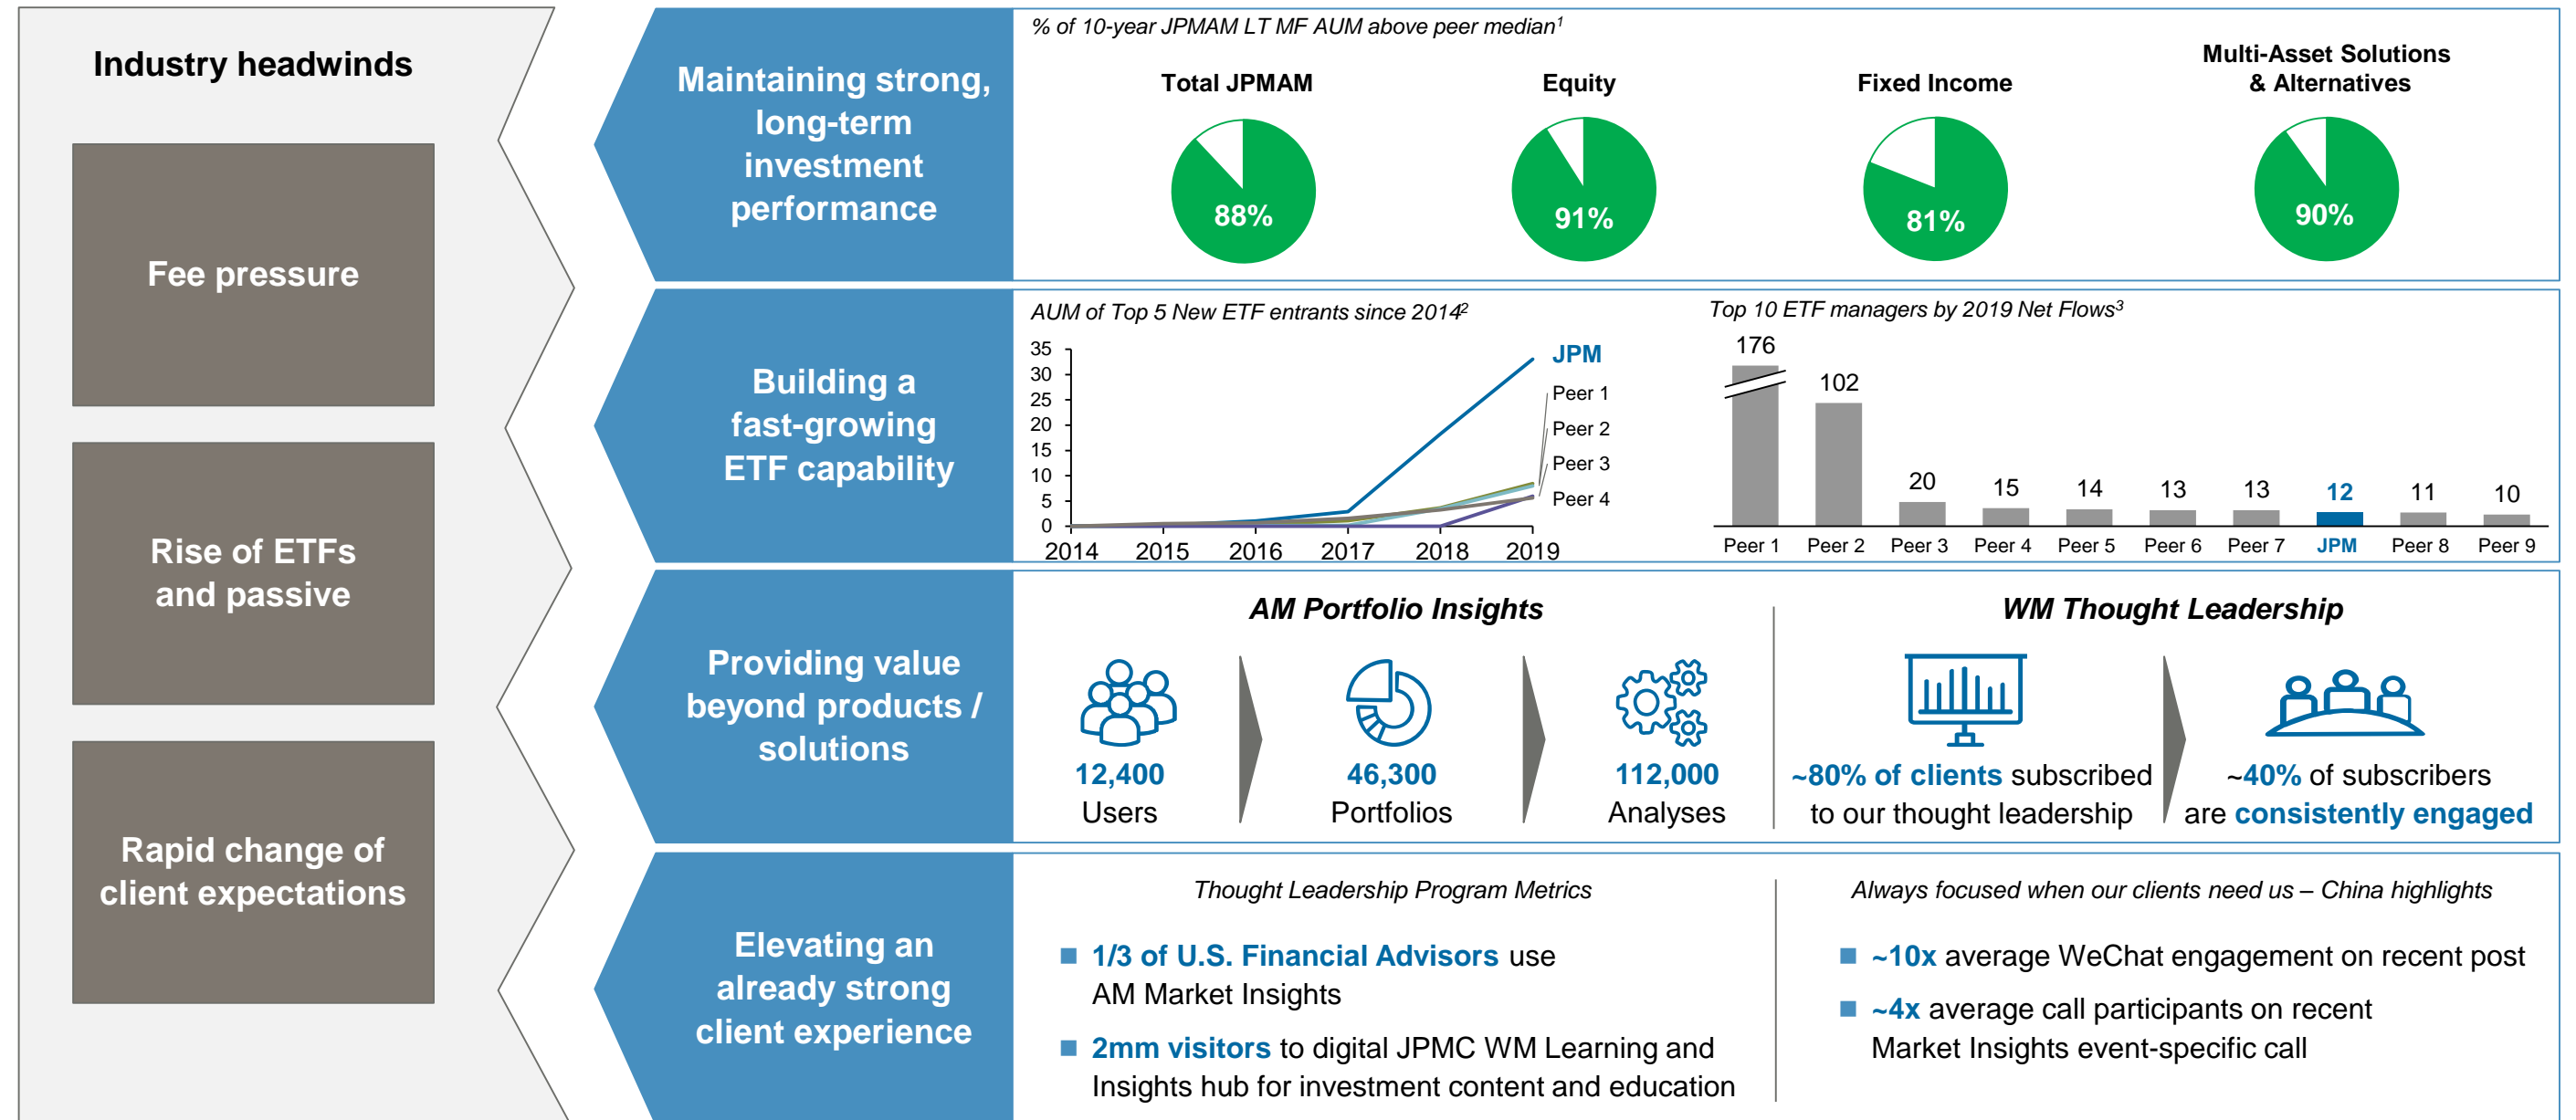 Industry headwinds
Fee pressure
Rise of ETFs
and passive
Rapid change of
client expectations
Maintaining strong,
long-term
investment
performance
% of 10-year JPMAM LT MF AUM above peer median¹
Total JPMAM
Equity
Fixed Income
Multi-Asset Solutions
& Alternatives
88%
91%
81%
90%
Building a
fast-growing
ETF capability
AUM of Top 5 New ETF entrants since 2014²
35
30
25
20
15
10
5
0
2014 2015 2016 2017 2018 2019
JPM
Peer 1
Peer 2
Peer 3
Peer 4
Top 10 ETF managers by 2019 Net Flows³
176 102 20 15 14 13 13 12 11 10
Peer 1 Peer 2 Peer 3 Peer 4 Peer 5 Peer 6 Peer 7 JPM Peer 8 Peer 9
Providing value
beyond products /
solutions
AM Portfolio Insights
12,400
Users
46,300
Portfolios
112,000
Analyses
WM Thought Leadership
~80% of clients subscribed
to our thought leadership
~40% of subscribers
are consistently engaged
Elevating an
already strong
client experience
Thought Leadership Program Metrics
1/3 of U.S. Financial Advisors use
AM Market Insights
2mm visitors to digital JPMC WM Learning and
Insights hub for investment content and education
Always focused when our clients need us – China highlights
~10x average WeChat engagement on recent post
~4x average call participants on recent
Market Insights event-specific call